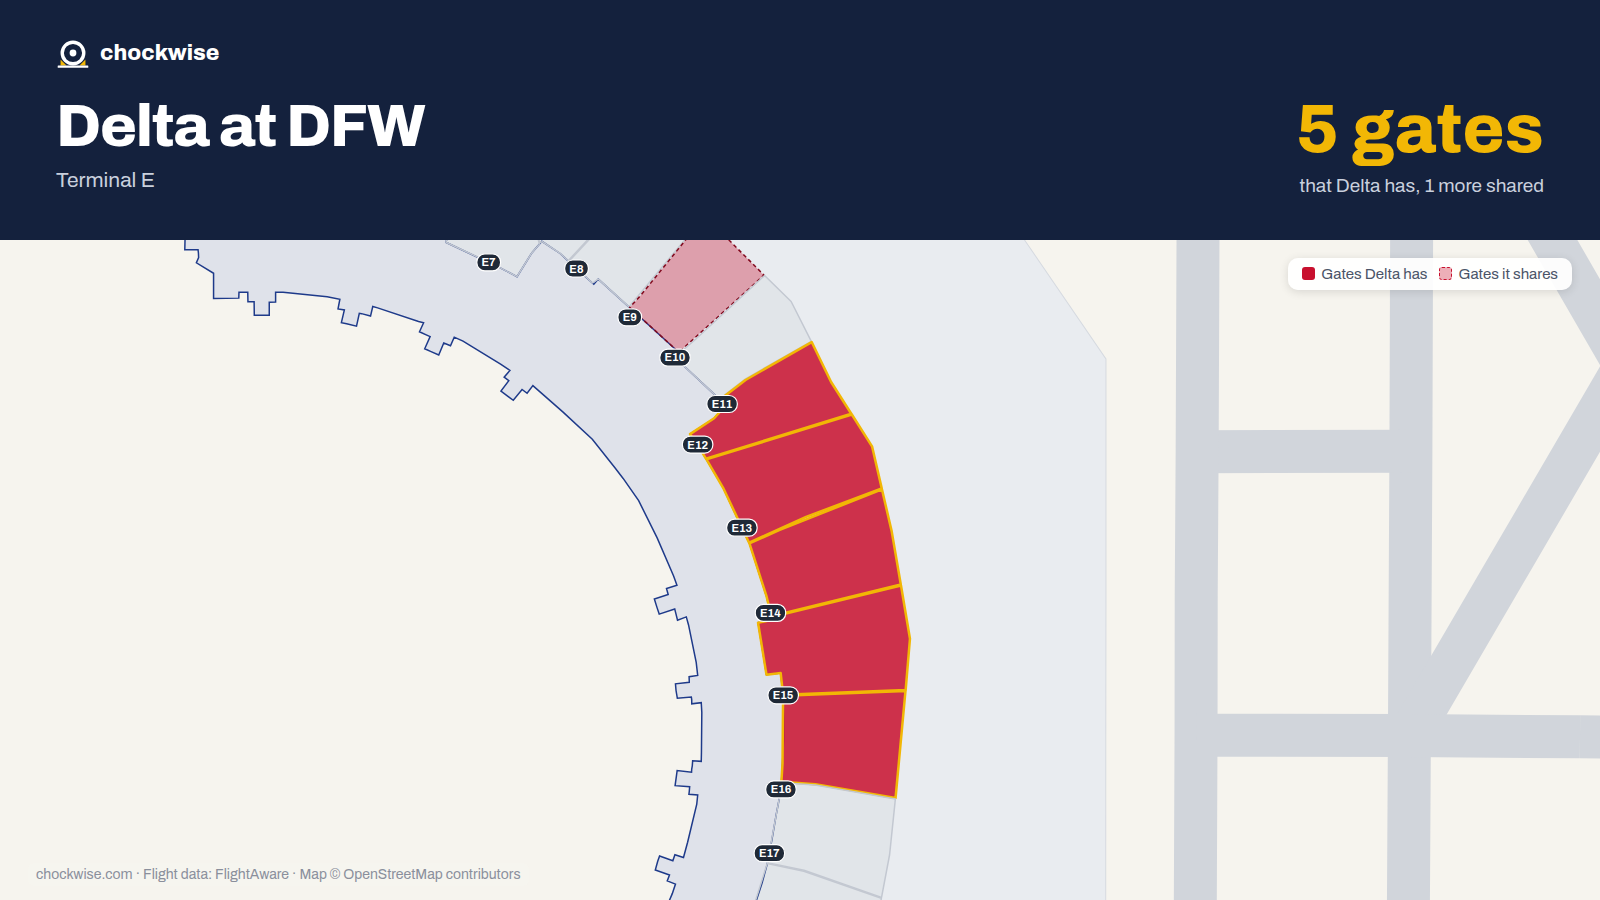 chockwise
Delta at DFW
Terminal E
5 gates
that Delta has, 1 more shared
Gates Delta has
Gates it shares
E7
E8
E9
E10
E11
E12
E13
E14
E15
E16
E17
chockwise.com · Flight data: FlightAware · Map © OpenStreetMap contributors